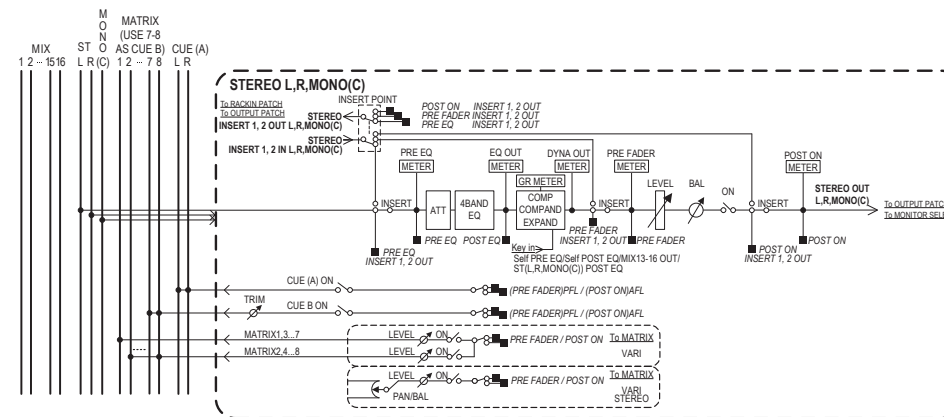 M
O
N
O
(C)
MATRIX
(USE 7-8
AS CUE B)
MIX
ST
CUE (A)
1 2 ··· 15 16
L R
1 2 ··· 7 8
L R
STEREO L,R,MONO(C)
To RACKIN PATCH
To OUTPUT PATCH
STEREO
INSERT 1, 2 OUT L,R,MONO(C)
STEREO
INSERT 1, 2 IN L,R,MONO(C)
INSERT POINT
POST ON INSERT 1, 2 OUT
PRE FADER INSERT 1, 2 OUT
PRE EQ INSERT 1, 2 OUT
PRE EQ
METER
EQ OUT
METER
DYNA OUT
METER
PRE FADER
METER
POST ON
METER
GR METER
LEVEL
BAL
ON
INSERT
ATT
4BAND
EQ
COMP
COMPAND
EXPAND
INSERT
INSERT
STEREO OUT
L,R,MONO(C)
To OUTPUT PATC
To MONITOR SELE
PRE EQ
INSERT 1, 2 OUT
PRE EQ
POST EQ
Key in
Self PRE EQ/Self POST EQ/MIX13-16 OUT/
ST(L,R,MONO(C)) POST EQ
PRE FADER
INSERT 1, 2 OUT
PRE FADER
POST ON
INSERT 1, 2 OUT
POST ON
CUE (A) ON
(PRE FADER)PFL / (POST ON)AFL
TRIM
CUE B ON
(PRE FADER)PFL / (POST ON)AFL
MATRIX1,3...7
LEVEL
ON
PRE FADER / POST ON
To MATRIX
MATRIX2,4...8
LEVEL
ON
VARI
LEVEL
ON
PRE FADER / POST ON
To MATRIX
PAN/BAL
VARI
STEREO